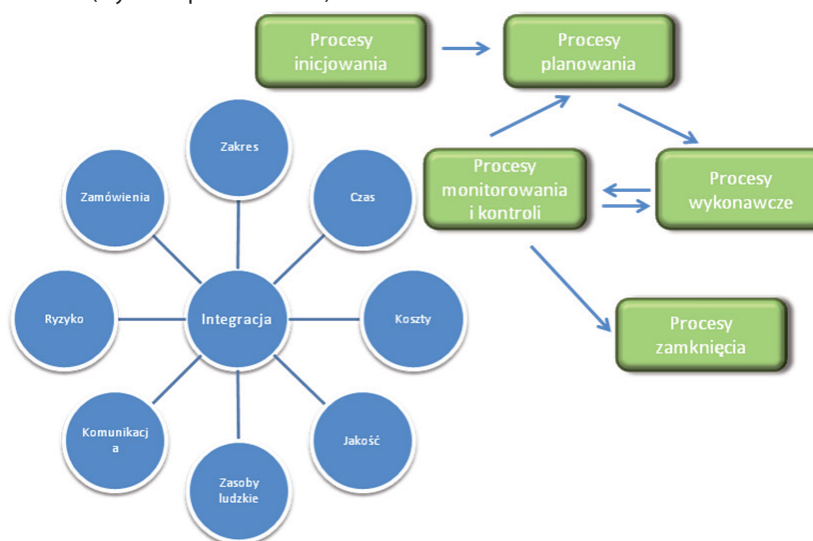 Procesy
inicjowania
Procesy
planowania
Procesy
monitorowania
i kontroli
Procesy
wykonawcze
Procesy
zamknięcia
Zakres
Czas
Koszty
Jakość
Zasoby
ludzkie
Komunikacj
a
Ryzyko
Zamówienia
Integracja